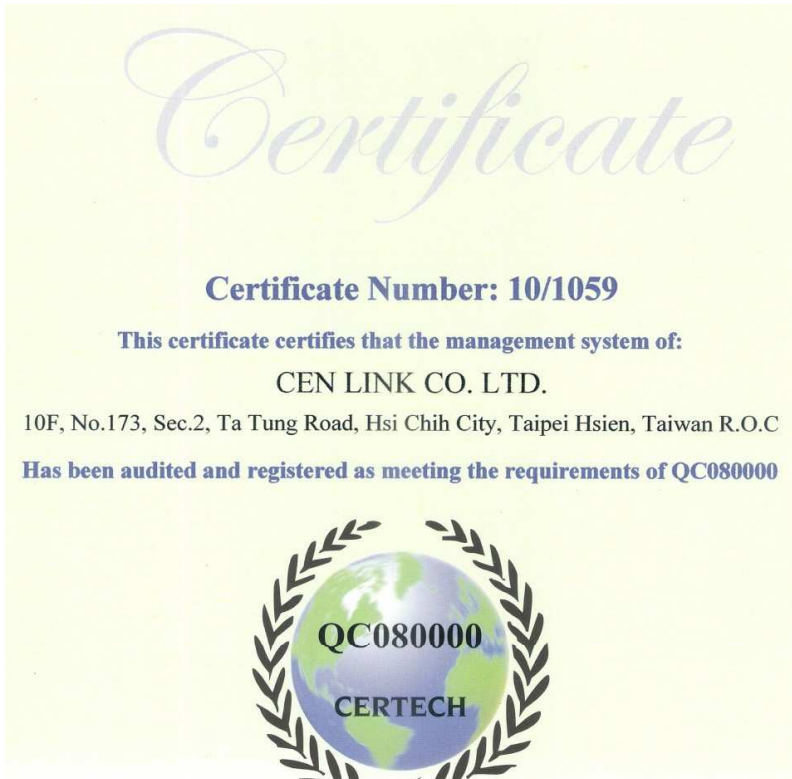 Certificate
Certificate Number: 10/1059
This certificate certifies that the management system of:
CEN LINK CO. LTD.
10F, No.173, Sec.2, Ta Tung Road, Hsi Chih City, Taipei Hsien, Taiwan R.O.C
Has been audited and registered as meeting the requirements of QC080000
QC080000
CERTECH